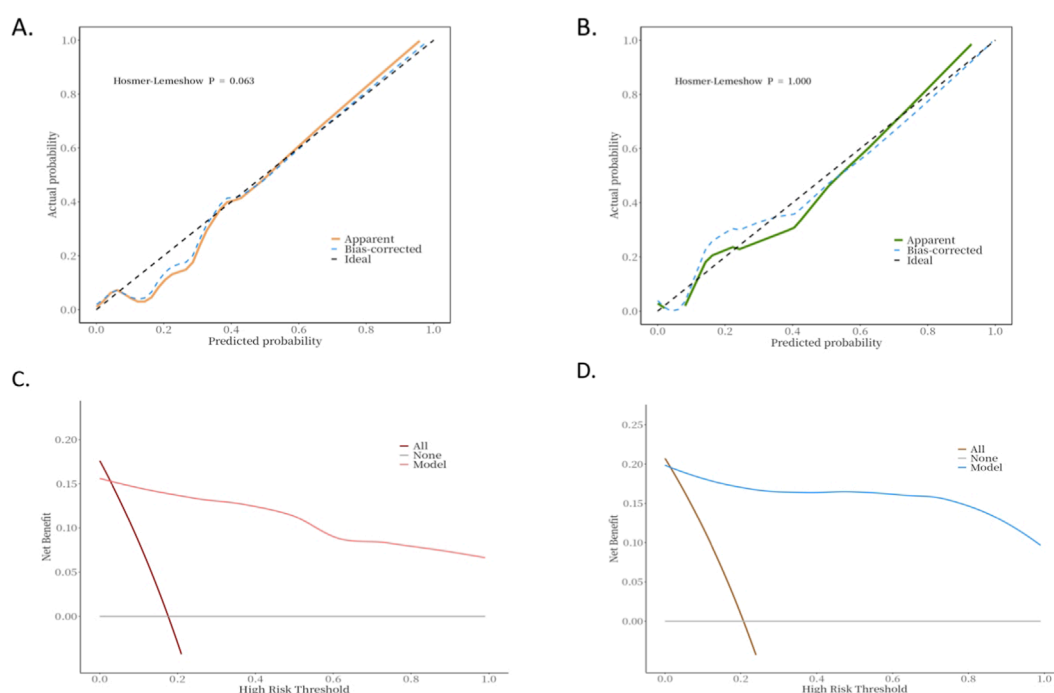 A.
Hosmer-Lemeshow P = 0.063
Actual probability
1.0
0.8
0.6
0.4
0.2
0.0
Apparent
Bias-corrected
Ideal
0.0 0.2 0.4 0.6 0.8 1.0
Predicted probability
B.
Hosmer-Lemeshow P = 1.000
Actual probability
1.0
0.8
0.6
0.4
0.2
0.0
Apparent
Bias-corrected
Ideal
0.0 0.2 0.4 0.6 0.8 1.0
Predicted probability
C.
Net Benefit
0.20
0.15
0.10
0.05
0.00
All
None
Model
0.0 0.2 0.4 0.6 0.8 1.0
High Risk Threshold
D.
Net Benefit
0.25
0.20
0.15
0.10
0.05
0.00
All
None
Model
0.0 0.2 0.4 0.6 0.8 1.0
High Risk Threshold